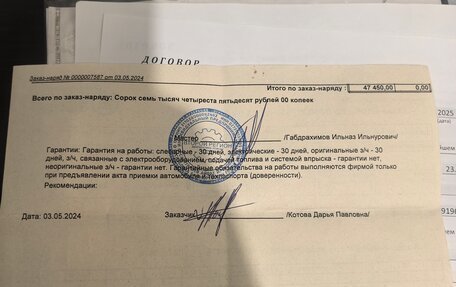 ДОГОВОР
Заказ-наряд № 0000007587 от 03.05.2024
Итого по заказ-наряду : 47 450,00 0,00
Всего по заказ-наряду: Сорок семь тысяч четыреста пятьдесят рублей 00 копеек
Мастер /Габдрахимов Ильназ Ильнурович/
Гарантии: Гарантия на работы: слесарные - 30 дней, электрические - 30 дней, оригинальные з/ч - 30
дней, з/ч, связанные с электрооборудованием, подачей топлива и системой впрыска - гарантии нет,
неоригинальные з/ч - гарантии нет. Гарантийные обязательства на работы выполняются фирмой только
при предъявлении акта приемки автомобиля и техпаспорта (доверенности).
Рекомендации:
Дата: 03.05.2024 Заказчик /Котова Дарья Павловна/
2025
23.